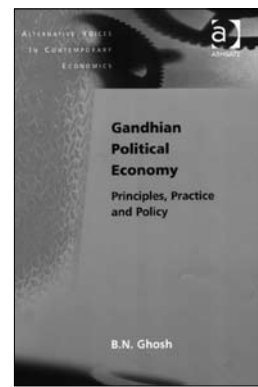 ALTERNATIVE VOICES
IN CONTEMPORARY
ECONOMICS
a
ASHGATE
Gandhian
Political
Economy
Principles, Practice
and Policy
B.N. Ghosh